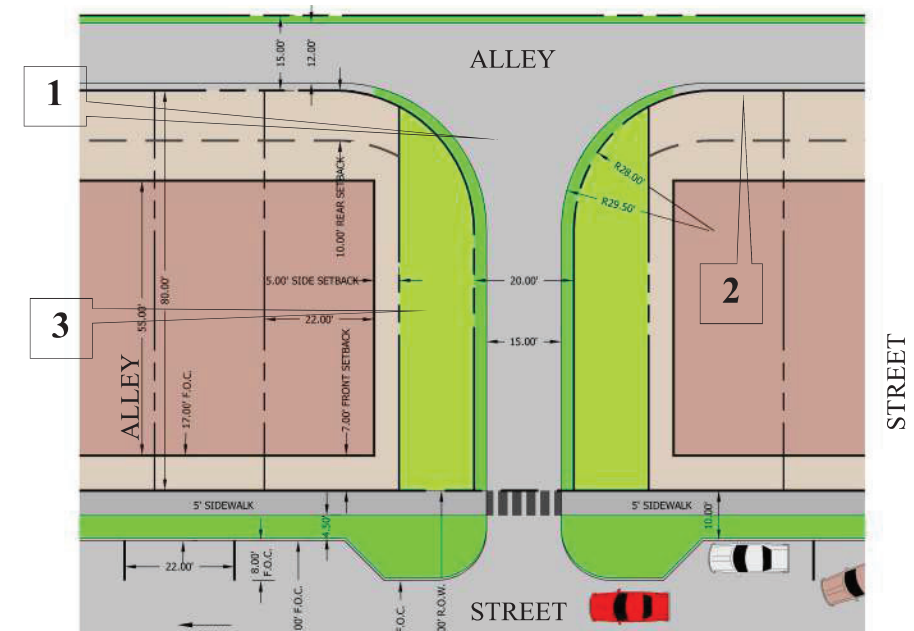 15.00'
12.00'
ALLEY
1
R28.00'
R29.50'
10.00' REAR SETBACK
5.00' SIDE SETBACK
20.00'
2
55.00'
80.00'
3
22.00'
15.00'
7.00' FRONT SETBACK
ALLEY
17.00' F.O.C.
STREET
5' SIDEWALK
5' SIDEWALK
4.50'
10.00'
22.00'
8.00'
F.O.C.
00' F.O.C.
F.O.C.
00' R.O.W.
STREET